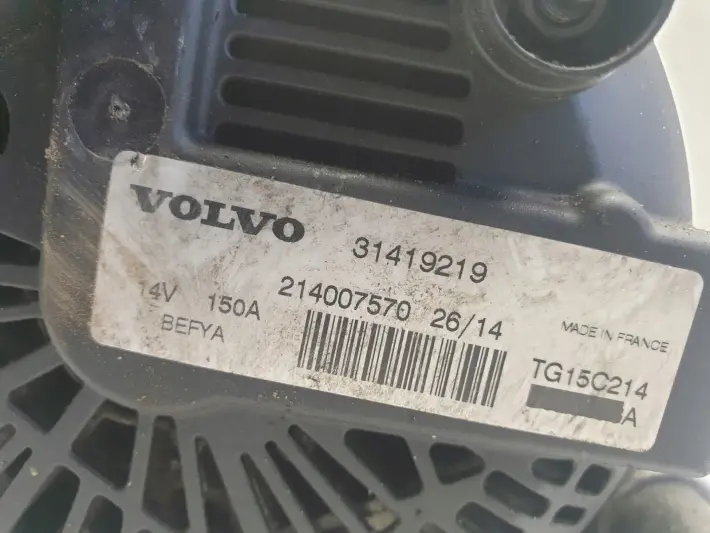 VOLVO 31419219
14V 150A 214007570 26/14 MADE IN FRANCE
BEFYA TG15C214
A